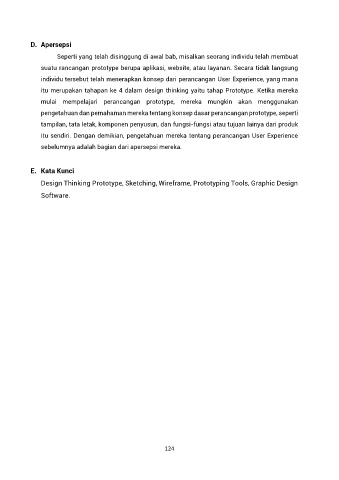 D. Apersepsi
Seperti yang telah disinggung di awal bab, misalkan seorang individu telah membuat
suatu rancangan prototype berupa aplikasi, website, atau layanan. Secara tidak langsung
individu tersebut telah menerapkan konsep dari perancangan User Experience, yang mana
itu merupakan tahapan ke 4 dalam design thinking yaitu tahap Prototype. Ketika mereka
mulai mempelajari perancangan prototype, mereka mungkin akan menggunakan
pengetahuan dan pemahaman mereka tentang konsep dasar perancangan prototype, seperti
tampilan, tata letak, komponen penyusun, dan fungsi-fungsi atau tujuan lainya dari produk
itu sendiri. Dengan demikian, pengetahuan mereka tentang perancangan User Experience
sebelumnya adalah bagian dari apersepsi mereka.
E. Kata Kunci
Design Thinking Prototype, Sketching, Wireframe, Prototyping Tools, Graphic Design
Software.
124